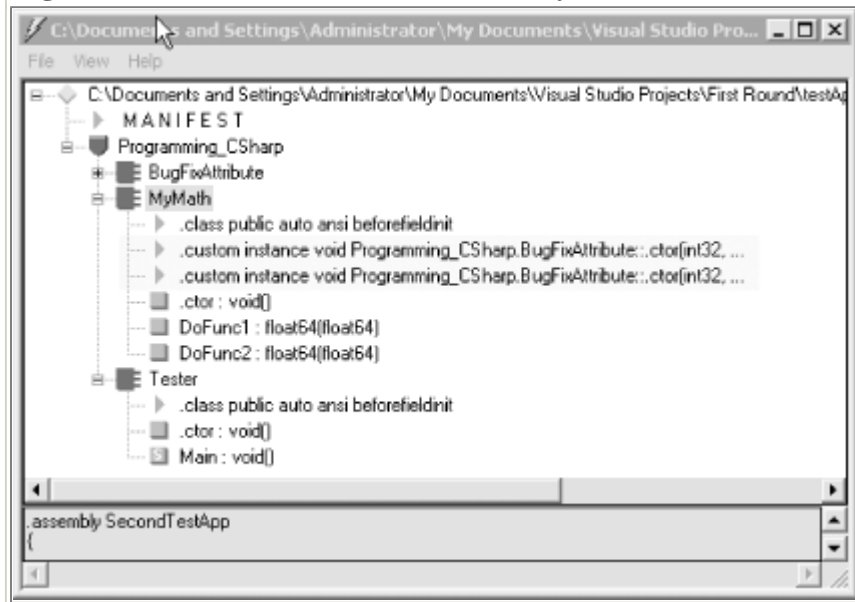 C:\Documents and Settings\Administrator\My Documents\Visual Studio Pro...
File View Help
C:\Documents and Settings\Administrator\My Documents\Visual Studio Projects\First Round\testAp
MANIFEST
Programming_CSharp
BugFixAttribute
MyMath
.class public auto ansi beforefieldinit
.custom instance void Programming_CSharp.BugFixAttribute::.ctor(int32, ...
.custom instance void Programming_CSharp.BugFixAttribute::.ctor(int32, ...
.ctor : void()
DoFunc1 : float64(float64)
DoFunc2 : float64(float64)
Tester
.class public auto ansi beforefieldinit
.ctor : void()
S Main : void()
.assembly SecondTestApp
{